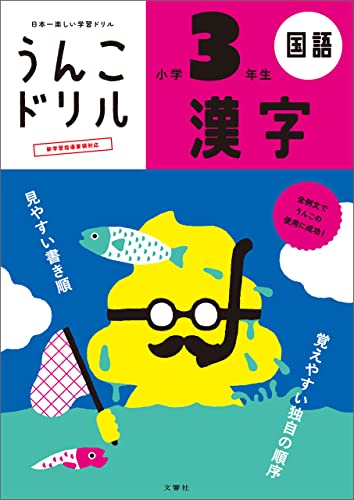 日本一楽しい学習ドリル
うんこ
ドリル
新学習指導要領対応
小学3年生
国語
漢字
全例文で
うんこの
使用に成功!
見やすい書き順
覚えやすい独自の順序
文響社